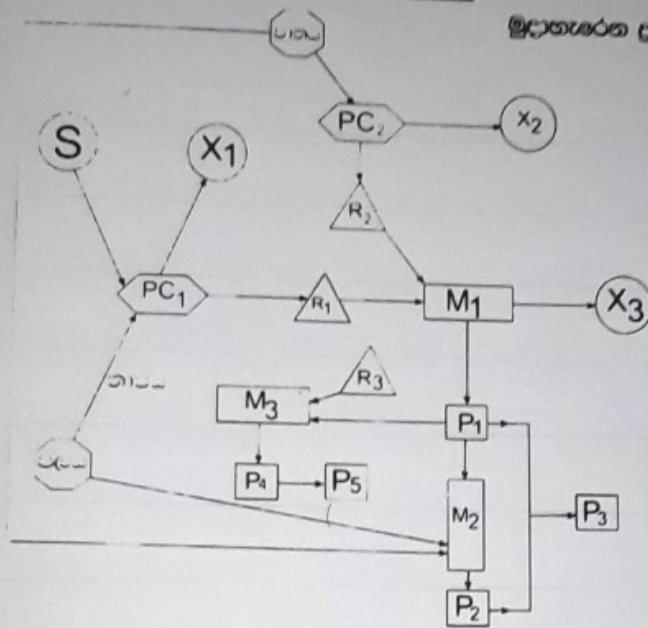 PC₂
X₂
S
X₁
R₂
PC₁
R₁
M₁
X₃
R₃
M₃
P₁
P₄
P₅
M₂
P₃
P₂